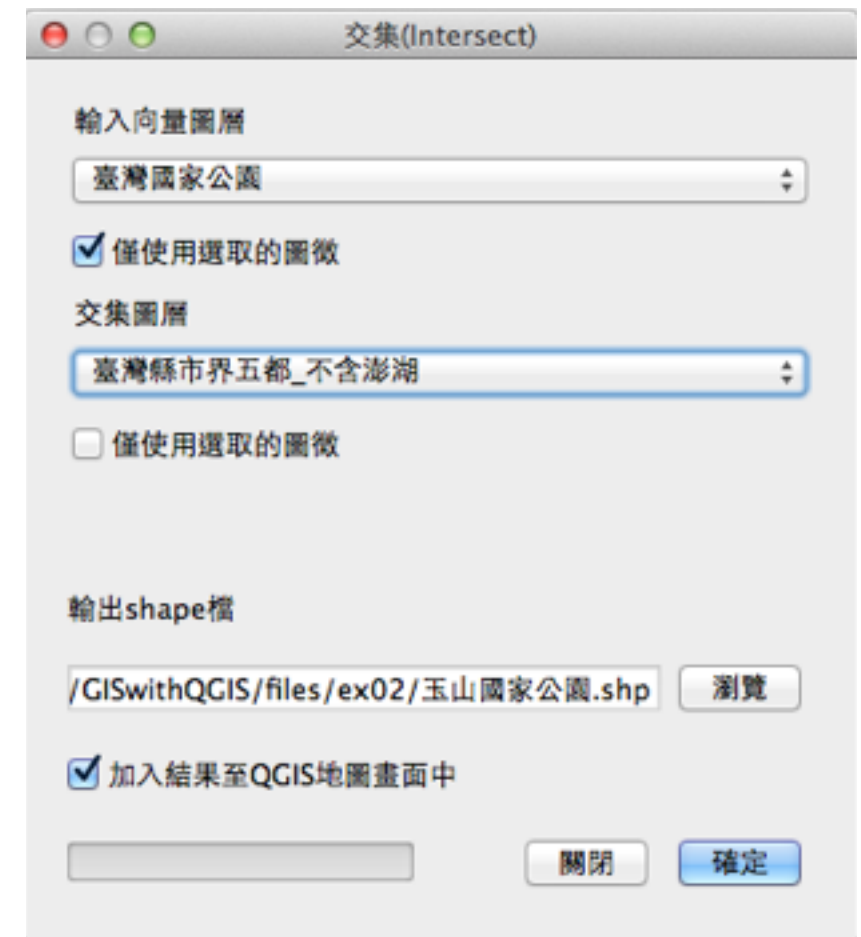 交集(Intersect)
輸入向量圖層
臺灣國家公園
僅使用選取的圖徵
交集圖層
臺灣縣市界五都_不含澎湖
僅使用選取的圖徵
輸出shape檔
/GISwithQGIS/files/ex02/玉山國家公園.shp 瀏覽
加入結果至QGIS地圖畫面中
關閉 確定